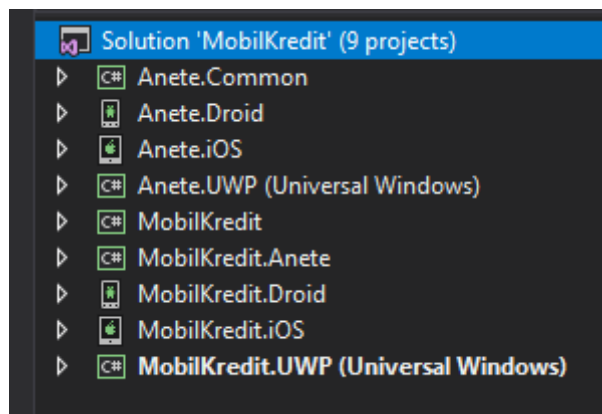 Solution 'MobilKredit' (9 projects)
C# Anete.Common
Anete.Droid
Anete.iOS
C# Anete.UWP (Universal Windows)
C# MobilKredit
C# MobilKredit.Anete
MobilKredit.Droid
MobilKredit.iOS
C# MobilKredit.UWP (Universal Windows)